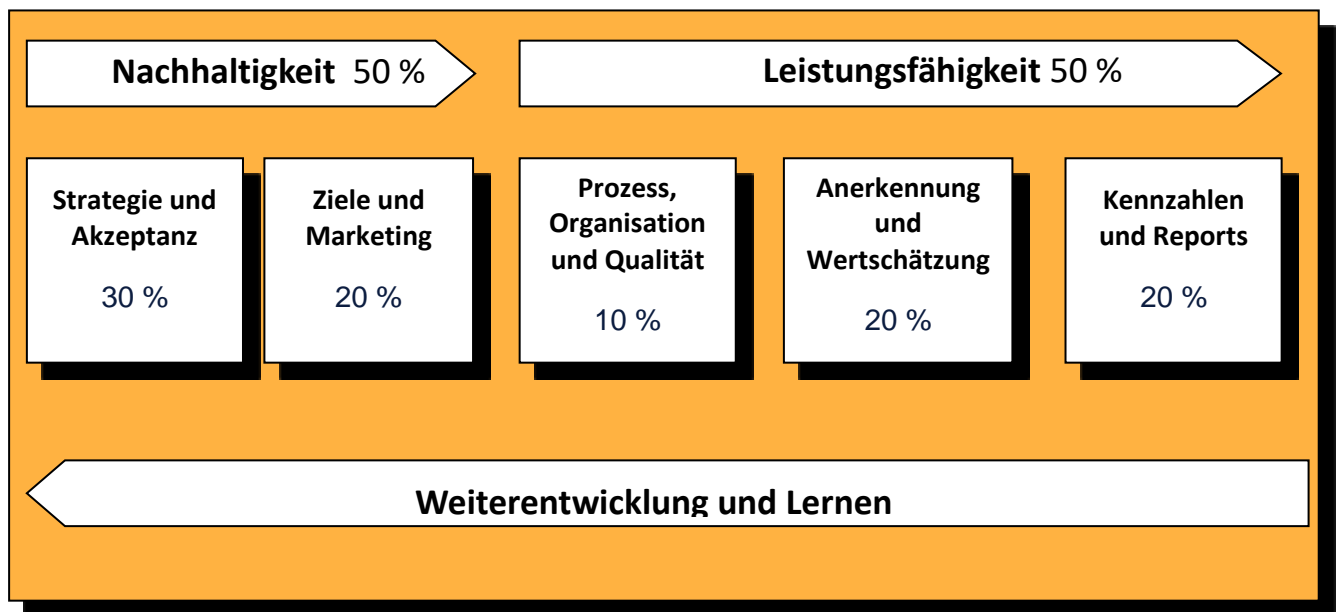 Nachhaltigkeit 50 %
Leistungsfähigkeit 50 %
Strategie und
Akzeptanz
30 %
Ziele und
Marketing
20 %
Prozess,
Organisation
und Qualität
10 %
Anerkennung
und
Wertschätzung
20 %
Kennzahlen
und Reports
20 %
Weiterentwicklung und Lernen